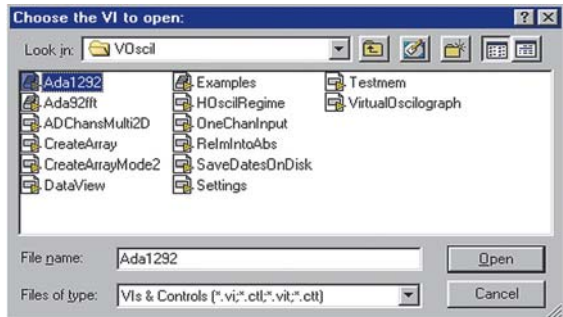 Choose the VI to open:
Look in: VOscil
Ada1292 Examples Testmem
Ada92fft HOscilRegime VirtualOscilograph
ADChansMulti2D OneChanInput
CreateArray RelmIntoAbs
CreateArrayMode2 SaveDatesOnDisk
DataView Settings
File name: Ada1292 Open
Files of type: VIs & Controls (*.vi;*.ctl;*.vit;*.ctt) Cancel